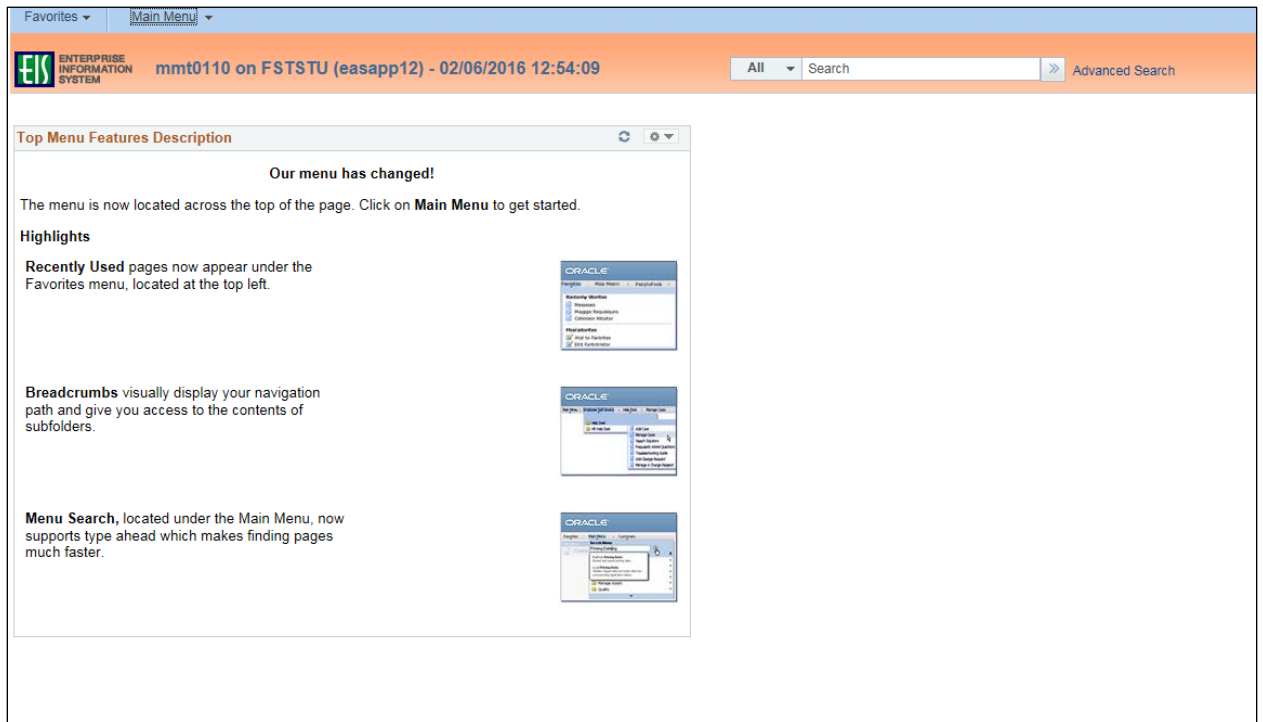 Favorites Main Menu
ENTERPRISE
INFORMATION
SYSTEM
EIS
mmt0110 on FSTSTU (easapp12) - 02/06/2016 12:54:09
All Search Advanced Search
Top Menu Features Description
Our menu has changed!
The menu is now located across the top of the page. Click on Main Menu to get started.
Highlights
Recently Used pages now appear under the
Favorites menu, located at the top left.
ORACLE
Breadcrumbs visually display your navigation
path and give you access to the contents of
subfolders.
ORACLE
Menu Search, located under the Main Menu, now
supports type ahead which makes finding pages
much faster.
ORACLE